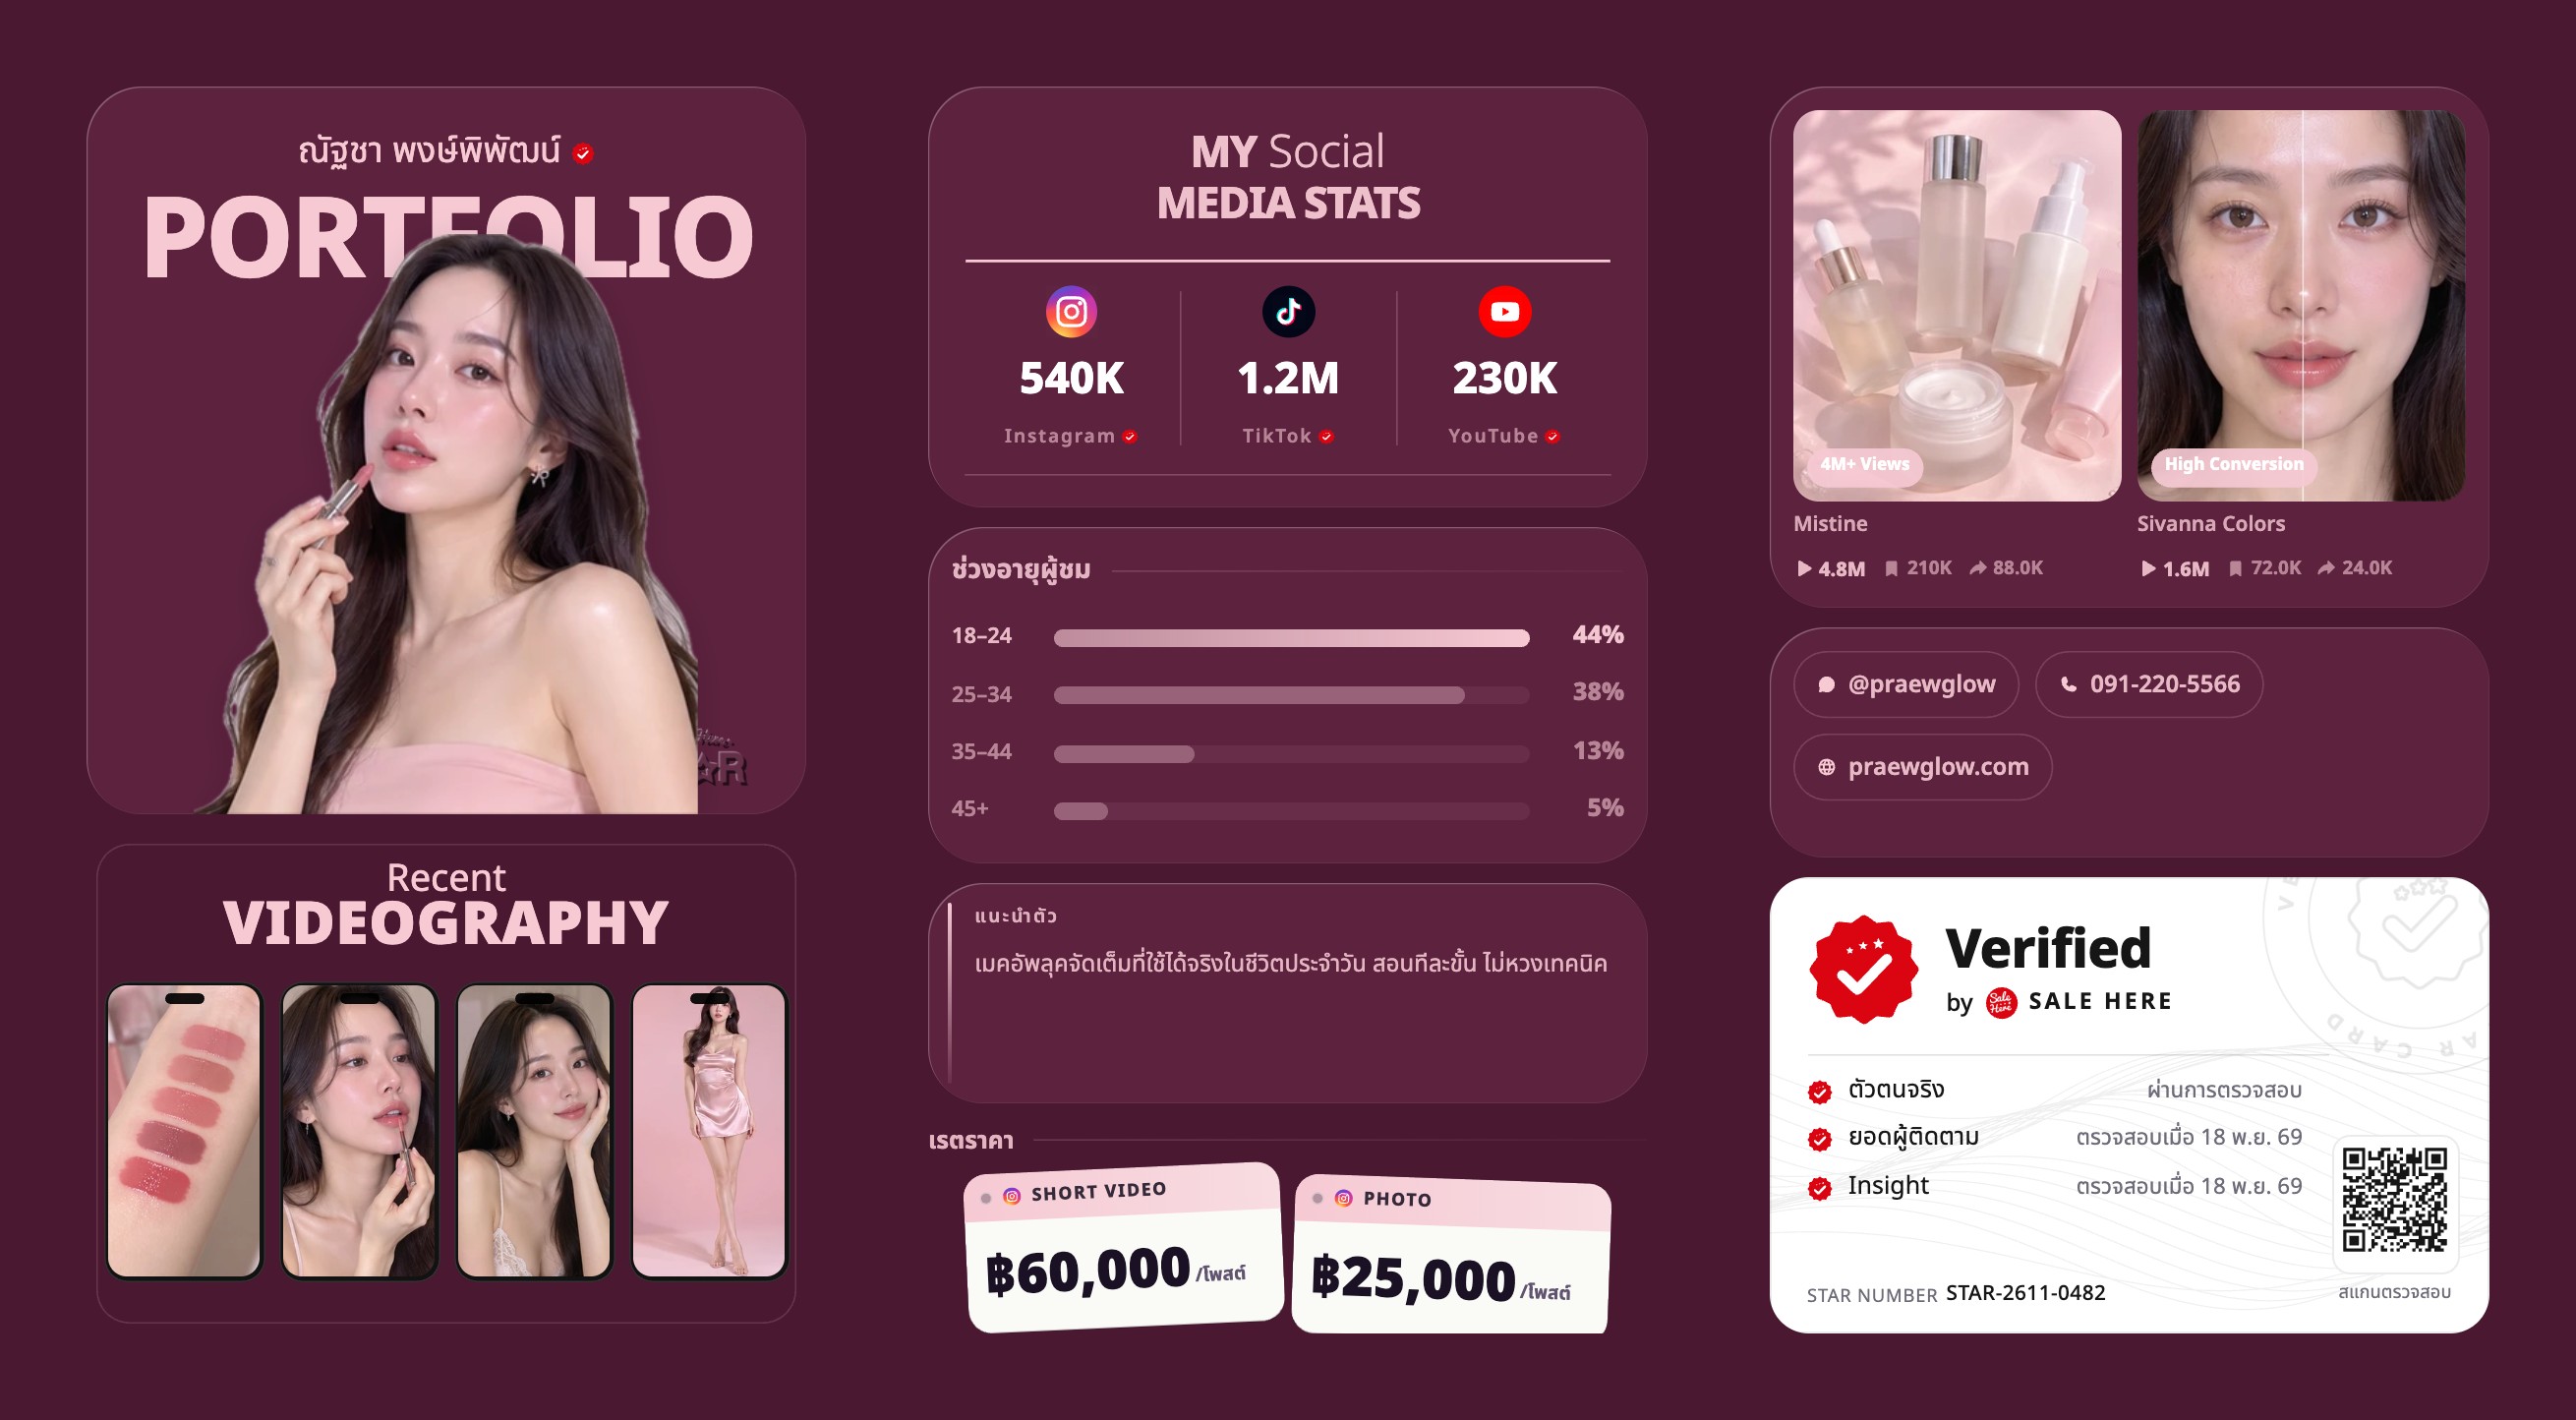 ณัฐชา พงษ์พิพัฒน์
PORTFOLIO
Recent
VIDEOGRAPHY
MY Social
MEDIA STATS
540K
Instagram
1.2M
TikTok
230K
YouTube
ช่วงอายุผู้ชม
18–24 44%
25–34 38%
35–44 13%
45+ 5%
แนะนำตัว
เมคอัพลุคจัดเต็มที่ใช้ได้จริงในชีวิตประจำวัน สอนทีละขั้น ไม่หวงเทคนิค
เรตราคา
SHORT VIDEO
฿60,000 /โพสต์
PHOTO
฿25,000 /โพสต์
4M+ Views
Mistine
4.8M 210K 88.0K
High Conversion
Sivanna Colors
1.6M 72.0K 24.0K
@praewglow
091-220-5566
praewglow.com
Verified
by Sale Here SALE HERE
ตัวตนจริง ผ่านการตรวจสอบ
ยอดผู้ติดตาม ตรวจสอบเมื่อ 18 พ.ย. 69
Insight ตรวจสอบเมื่อ 18 พ.ย. 69
STAR NUMBER STAR-2611-0482
สแกนตรวจสอบ